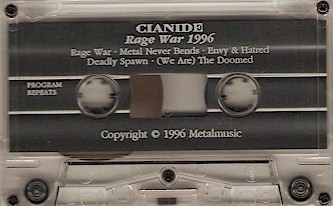 CIANIDE
Rage War 1996
Rage War · Metal Never Bends · Envy & Hatred
Deadly Spawn · (We Are) The Doomed
PROGRAM
REPEATS
Copyright © 1996 Metalmusic